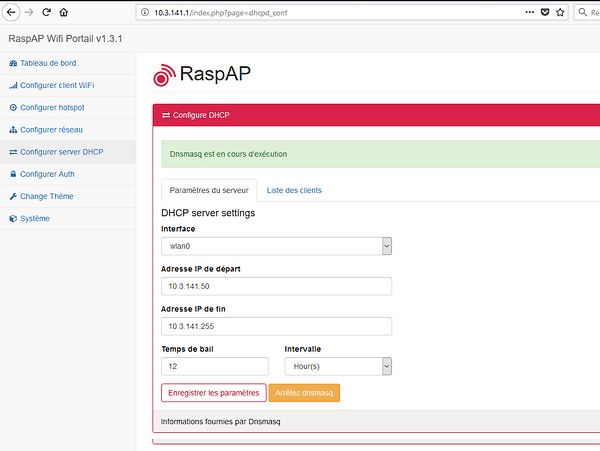 10.3.141.1/index.php?page=dhcpd_conf
Re
RaspAP Wifi Portail v1.3.1
Tableau de bord
Configurer client WiFi
Configurer hotspot
Configurer réseau
Configurer server DHCP
Configurer Auth
Change Thème
Système
RaspAP
Configure DHCP
Dnsmasq est en cours d'exécution
Paramètres du serveur
Liste des clients
DHCP server settings
Interface
wlan0
Adresse IP de départ
10.3.141.50
Adresse IP de fin
10.3.141.255
Temps de bail
Intervalle
12
Hour(s)
Enregistrer les paramètres
Arrêtez dnsmasq
Informations fournies par Dnsmasq